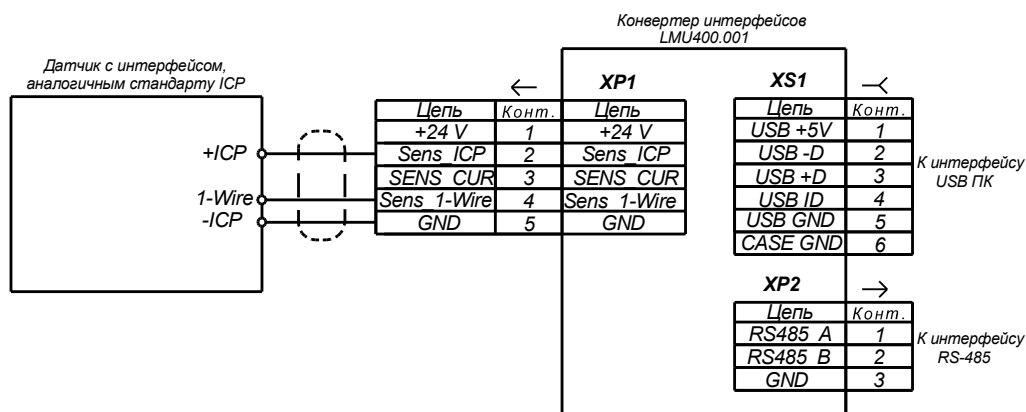 Конвертер интерфейсов
LMU400.001
Датчик с интерфейсом,
аналогичным стандарту ICP
+ICP
1-Wire
-ICP
XP1
Цепь Конт. Цепь
+24 V 1 +24 V
Sens_ICP 2 Sens_ICP
SENS_CUR 3 SENS_CUR
Sens_1-Wire 4 Sens_1-Wire
GND 5 GND
XS1
Цепь Конт.
USB +5V 1
USB -D 2
USB +D 3
USB ID 4
USB GND 5
CASE GND 6
К интерфейсу
USB ПК
XP2
Цепь Конт.
RS485_A 1
RS485_B 2
GND 3
К интерфейсу
RS-485